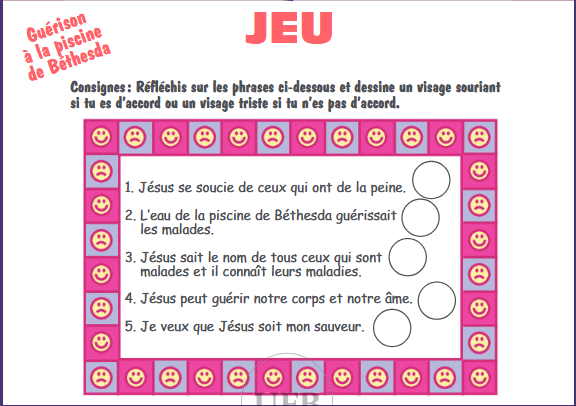 JEU
Guérison
à la piscine
de Béthesda
Consignes : Réfléchis sur les phrases ci-dessous et dessine un visage souriant
si tu es d'accord ou un visage triste si tu n'es pas d'accord.
1. Jésus se soucie de ceux qui ont de la peine.
2. L'eau de la piscine de Béthesda guérissait
les malades.
3. Jésus sait le nom de tous ceux qui sont
malades et il connaît leurs maladies.
4. Jésus peut guérir notre corps et notre âme.
5. Je veux que Jésus soit mon sauveur.